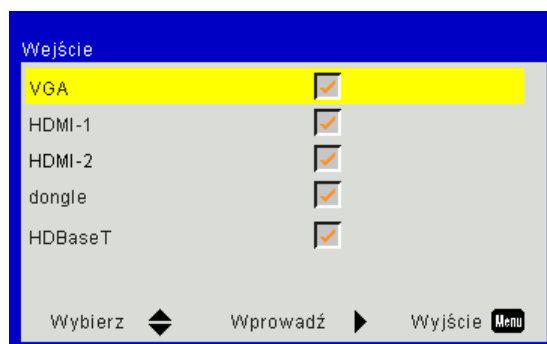 Wejście
VGA
HDMI-1
HDMI-2
dongle
HDBaseT
Wybierz Wprowadź Wyjście Menu